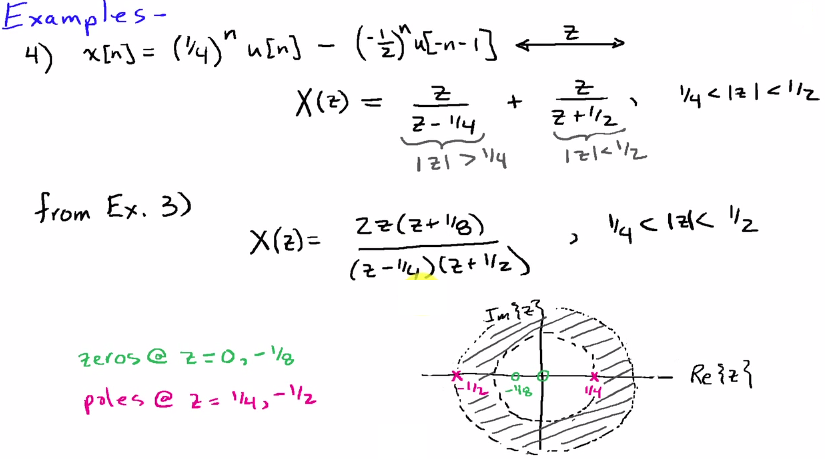 Examples -
4) x[n] = (1/4)^n u[n] - (-1/2)^n u[-n-1] ⟷ z
X(z) = z/(z - 1/4) + z/(z + 1/2), 1/4 < |z| < 1/2
|z| > 1/4 |z| < 1/2
from Ex. 3)
X(z) = 2z(z + 1/8)/((z - 1/4)(z + 1/2)), 1/4 < |z| < 1/2
Im{z}
zeros @ z = 0, -1/8
Re{z}
-1/2 -1/8 1/4
poles @ z = 1/4, -1/2